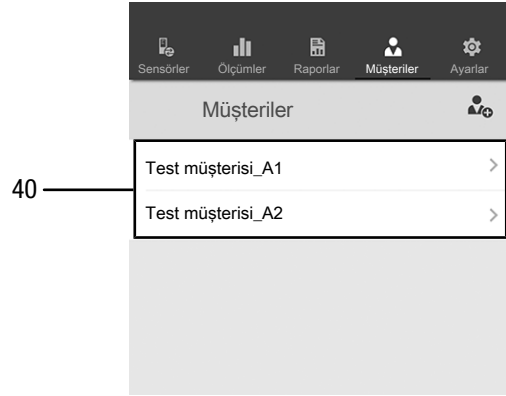 Sensörler Ölçümler Raporlar Müşteriler Ayarlar
Müşteriler
Test müşterisi_A1
40
Test müşterisi_A2